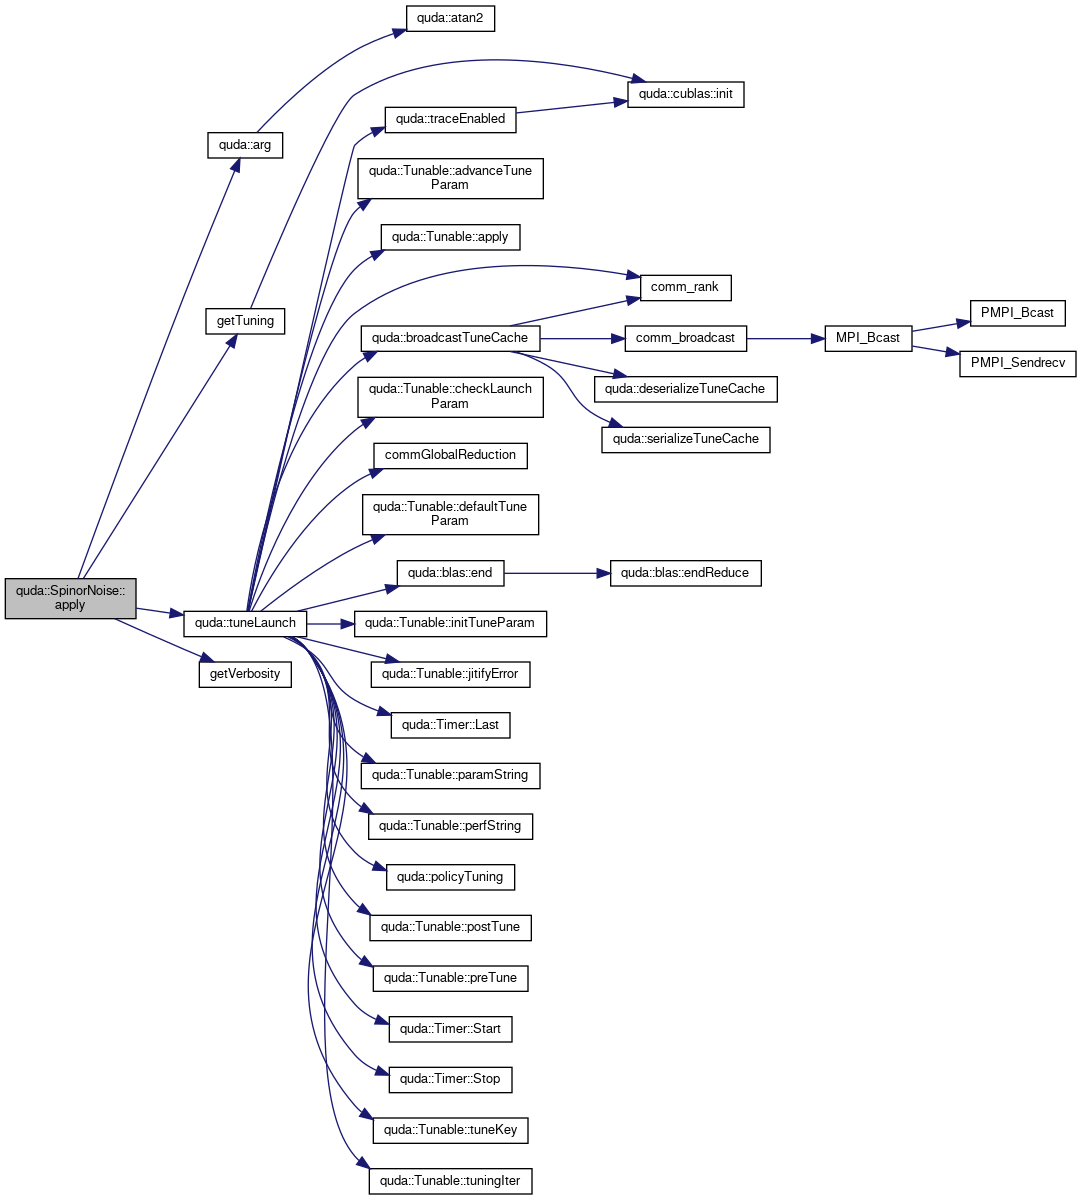 quda::atan2
quda::cublas::init
quda::traceEnabled
quda::arg
quda::Tunable::advanceTune
Param
quda::Tunable::apply
comm_rank
getTuning
quda::broadcastTuneCache
comm_broadcast
MPI_Bcast
PMPI_Bcast
PMPI_Sendrecv
quda::deserializeTuneCache
quda::Tunable::checkLaunch
Param
quda::serializeTuneCache
commGlobalReduction
quda::Tunable::defaultTune
Param
quda::blas::end
quda::blas::endReduce
quda::SpinorNoise::
apply
quda::tuneLaunch
quda::Tunable::initTuneParam
getVerbosity
quda::Tunable::jitifyError
quda::Timer::Last
quda::Tunable::paramString
quda::Tunable::perfString
quda::policyTuning
quda::Tunable::postTune
quda::Tunable::preTune
quda::Timer::Start
quda::Timer::Stop
quda::Tunable::tuneKey
quda::Tunable::tuningIter